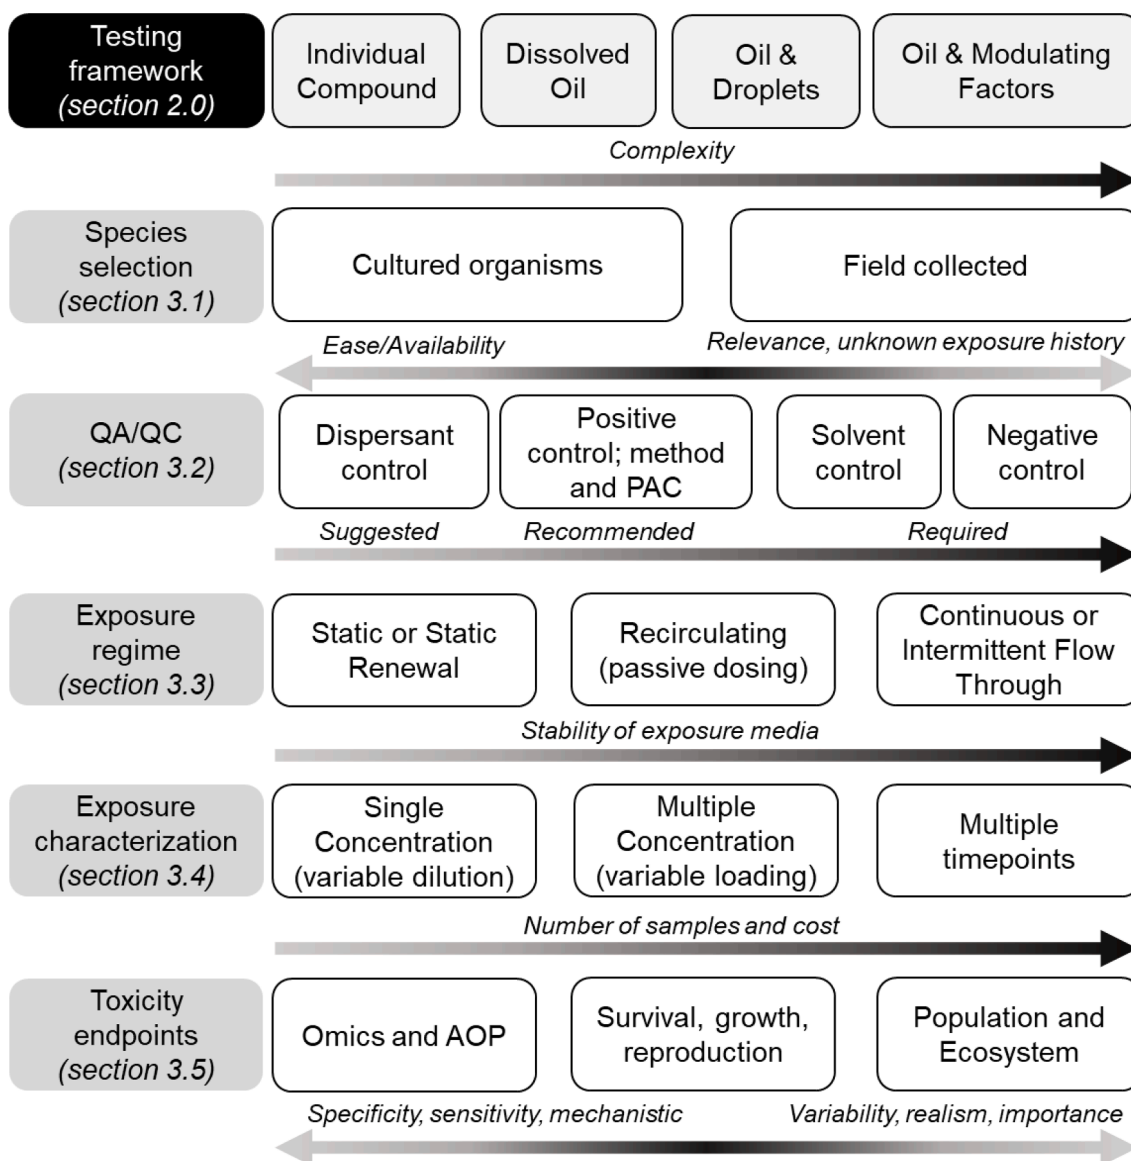 Testing
framework
(section 2.0)
Individual
Compound
Dissolved
Oil
Oil &
Droplets
Oil & Modulating
Factors
Complexity
Species
selection
(section 3.1)
Cultured organisms
Field collected
Ease/Availability
Relevance, unknown exposure history
QA/QC
(section 3.2)
Dispersant
control
Positive
control; method
and PAC
Solvent
control
Negative
control
Suggested
Recommended
Required
Exposure
regime
(section 3.3)
Static or Static
Renewal
Recirculating
(passive dosing)
Continuous or
Intermittent Flow
Through
Stability of exposure media
Exposure
characterization
(section 3.4)
Single
Concentration
(variable dilution)
Multiple
Concentration
(variable loading)
Multiple
timepoints
Number of samples and cost
Toxicity
endpoints
(section 3.5)
Omics and AOP
Survival, growth,
reproduction
Population and
Ecosystem
Specificity, sensitivity, mechanistic
Variability, realism, importance